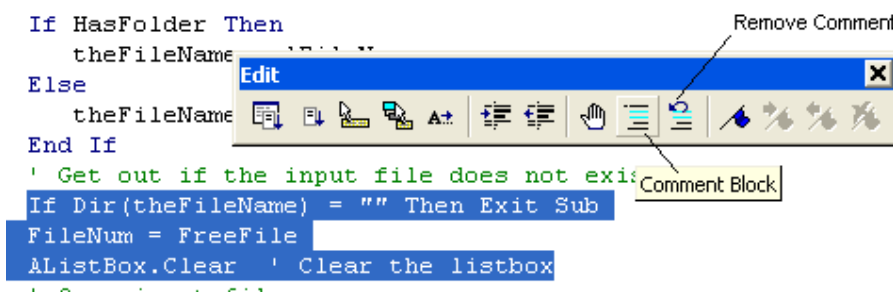 If HasFolder Then
Remove Comment
theFileName
Edit
Else
theFileName
End If
' Get out if the input file does not exis
Comment Block
If Dir(theFileName) = "" Then Exit Sub
FileNum = FreeFile
AListBox.Clear ' Clear the listbox